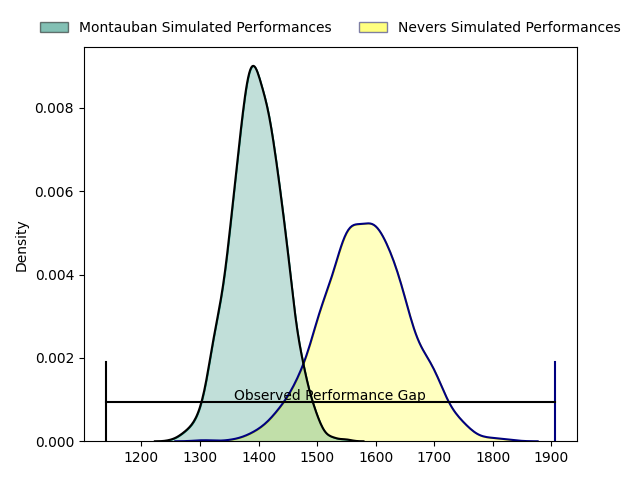 Montauban Simulated Performances Nevers Simulated Performances
0.008
0.006
0.004
0.002
0.000
Density
Observed Performance Gap
1200 1300 1400 1500 1600 1700 1800 1900